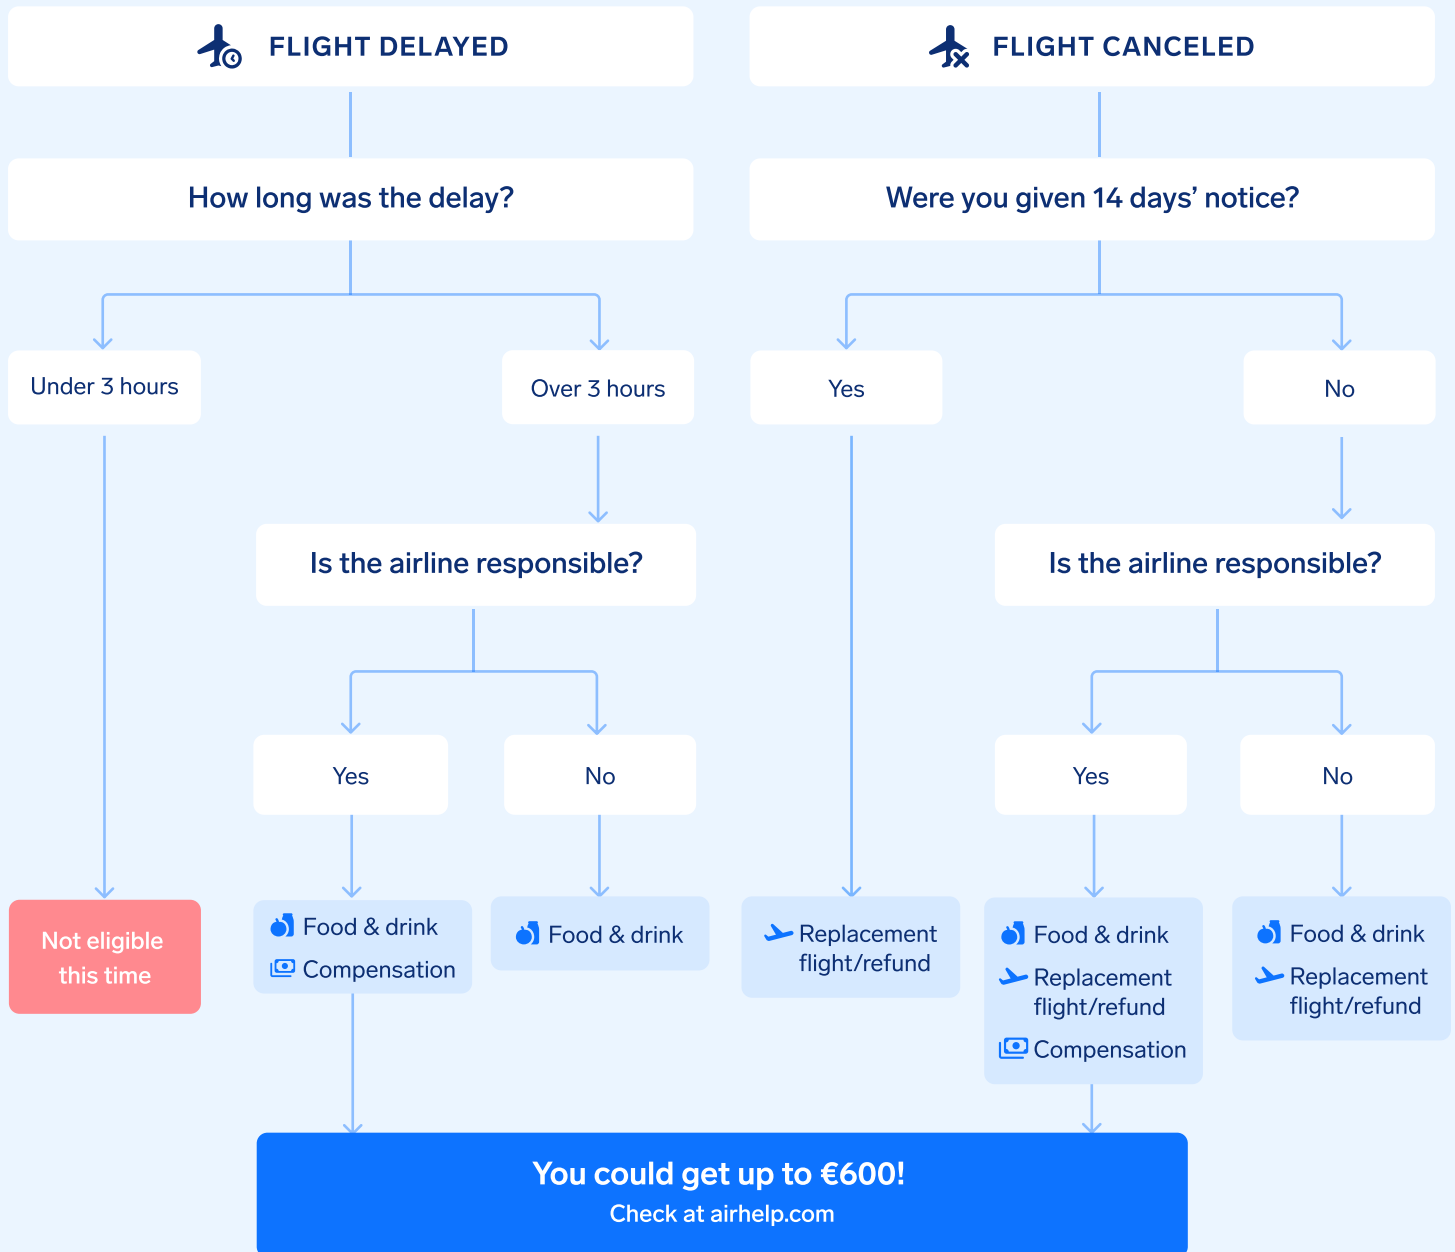 FLIGHT DELAYED
FLIGHT CANCELED
How long was the delay?
Were you given 14 days’ notice?
Under 3 hours
Over 3 hours
Yes
No
Is the airline responsible?
Is the airline responsible?
Yes
No
Yes
No
Not eligible
this time
Food & drink
Compensation
Food & drink
Replacement
flight/refund
Food & drink
Replacement
flight/refund
Compensation
Food & drink
Replacement
flight/refund
You could get up to €600!
Check at airhelp.com